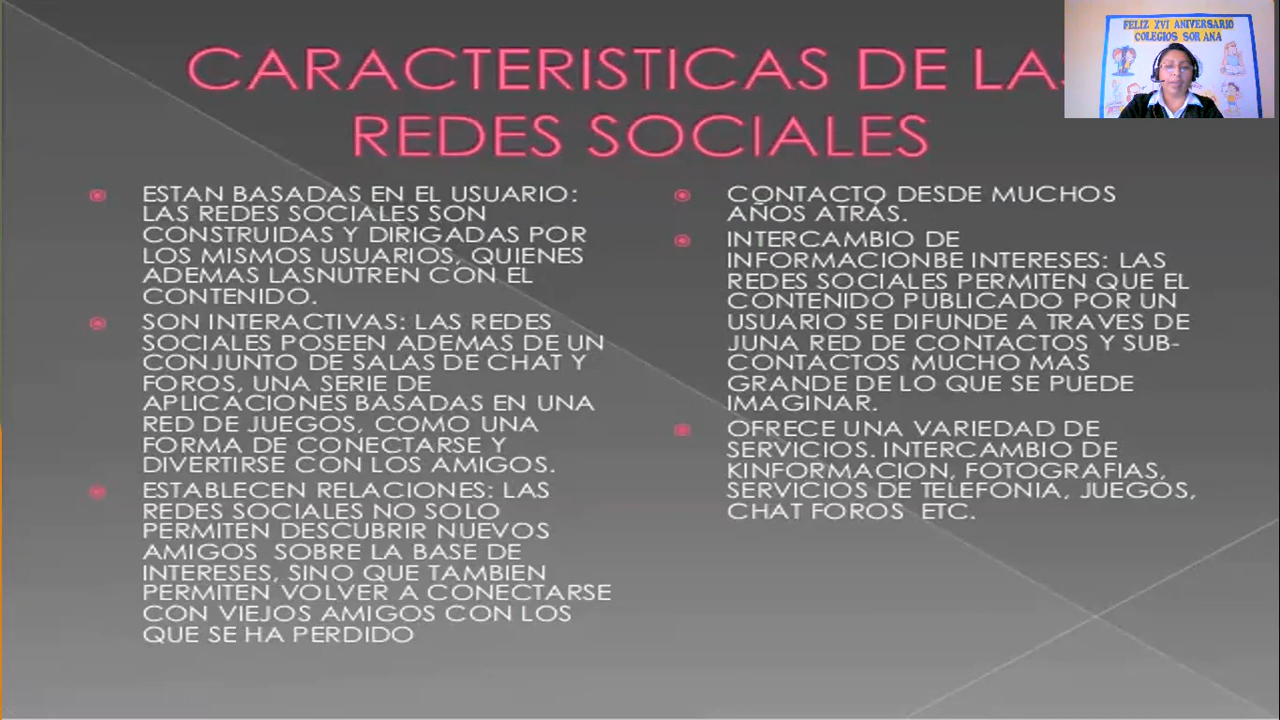 CARACTERISTICAS DE LAS
REDES SOCIALES
FELIZ XVI ANIVERSARIO
COLEGIOS SOR ANA
ESTAN BASADAS EN EL USUARIO:
LAS REDES SOCIALES SON
CONSTRUIDAS Y DIRIGADAS POR
LOS MISMOS USUARIOS, QUIENES
ADEMAS LASNUTREN CON EL
CONTENIDO.
SON INTERACTIVAS: LAS REDES
SOCIALES POSEEN ADEMAS DE UN
CONJUNTO DE SALAS DE CHAT Y
FOROS, UNA SERIE DE
APLICACIONES BASADAS EN UNA
RED DE JUEGOS, COMO UNA
FORMA DE CONECTARSE Y
DIVERTIRSE CON LOS AMIGOS.
ESTABLECEN RELACIONES: LAS
REDES SOCIALES NO SOLO
PERMITEN DESCUBRIR NUEVOS
AMIGOS SOBRE LA BASE DE
INTERESES, SINO QUE TAMBIEN
PERMITEN VOLVER A CONECTARSE
CON VIEJOS AMIGOS CON LOS
QUE SE HA PERDIDO
CONTACTO DESDE MUCHOS
AÑOS ATRÁS.
INTERCAMBIO DE
INFORMACIONBE INTERESES: LAS
REDES SOCIALES PERMITEN QUE EL
CONTENIDO PUBLICADO POR UN
USUARIO SE DIFUNDE A TRAVES DE
JUNA RED DE CONTACTOS Y SUB-
CONTACTOS MUCHO MAS
GRANDE DE LO QUE SE PUEDE
IMAGINAR.
OFRECE UNA VARIEDAD DE
SERVICIOS. INTERCAMBIO DE
KINFORMACION, FOTOGRAFIAS,
SERVICIOS DE TELEFONIA, JUEGOS,
CHAT FOROS ETC.